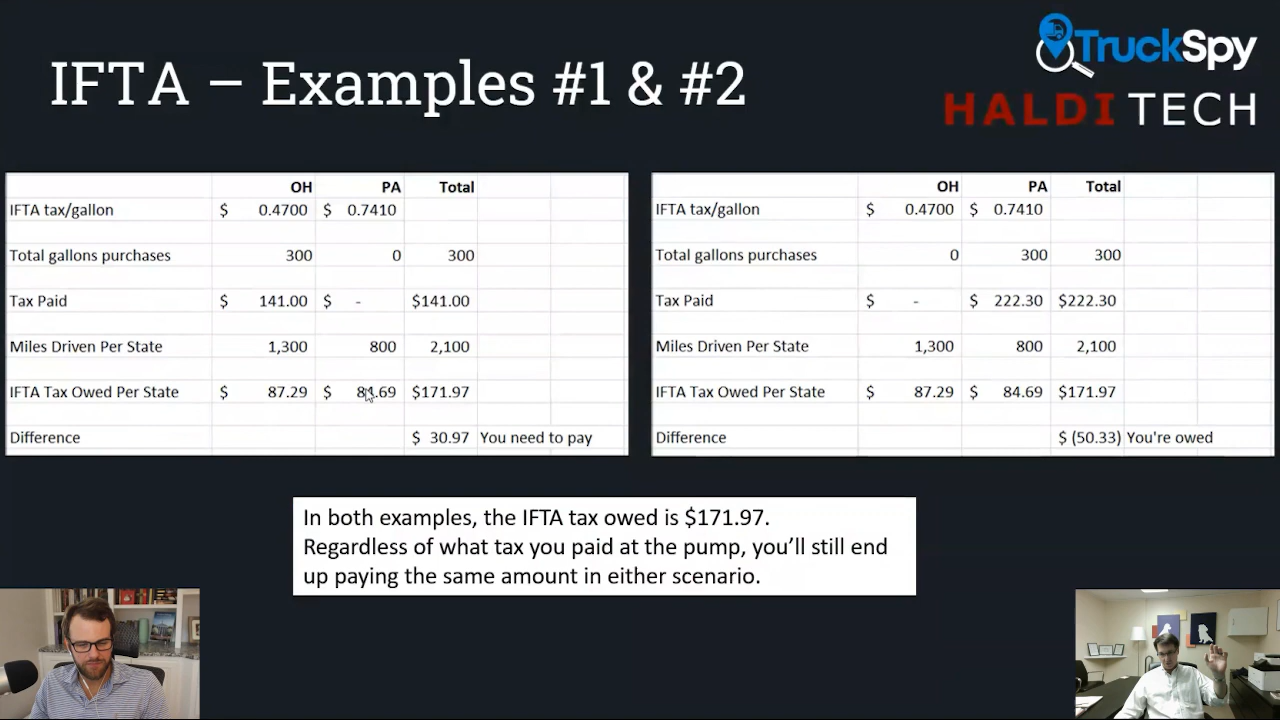 IFTA – Examples #1 & #2
TruckSpy
HALDI TECH
OH PA Total
IFTA tax/gallon $ 0.4700 $ 0.7410
Total gallons purchases 300 0 300
Tax Paid $ 141.00 $ - $141.00
Miles Driven Per State 1,300 800 2,100
IFTA Tax Owed Per State $ 87.29 $ 84.69 $171.97
Difference $ 30.97 You need to pay
OH PA Total
IFTA tax/gallon $ 0.4700 $ 0.7410
Total gallons purchases 0 300 300
Tax Paid $ - $ 222.30 $222.30
Miles Driven Per State 1,300 800 2,100
IFTA Tax Owed Per State $ 87.29 $ 84.69 $171.97
Difference $ (50.33) You're owed
In both examples, the IFTA tax owed is $171.97.
Regardless of what tax you paid at the pump, you’ll still end
up paying the same amount in either scenario.